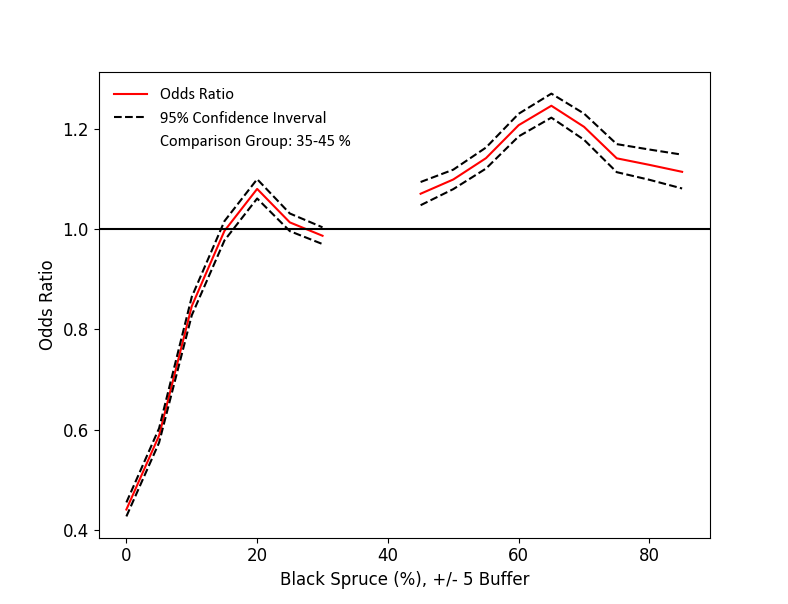 Odds Ratio
95% Confidence Inverval
Comparison Group: 35-45 %
1.2
1.0
0.8
0.6
0.4
Odds Ratio
0 20 40 60 80
Black Spruce (%), +/- 5 Buffer